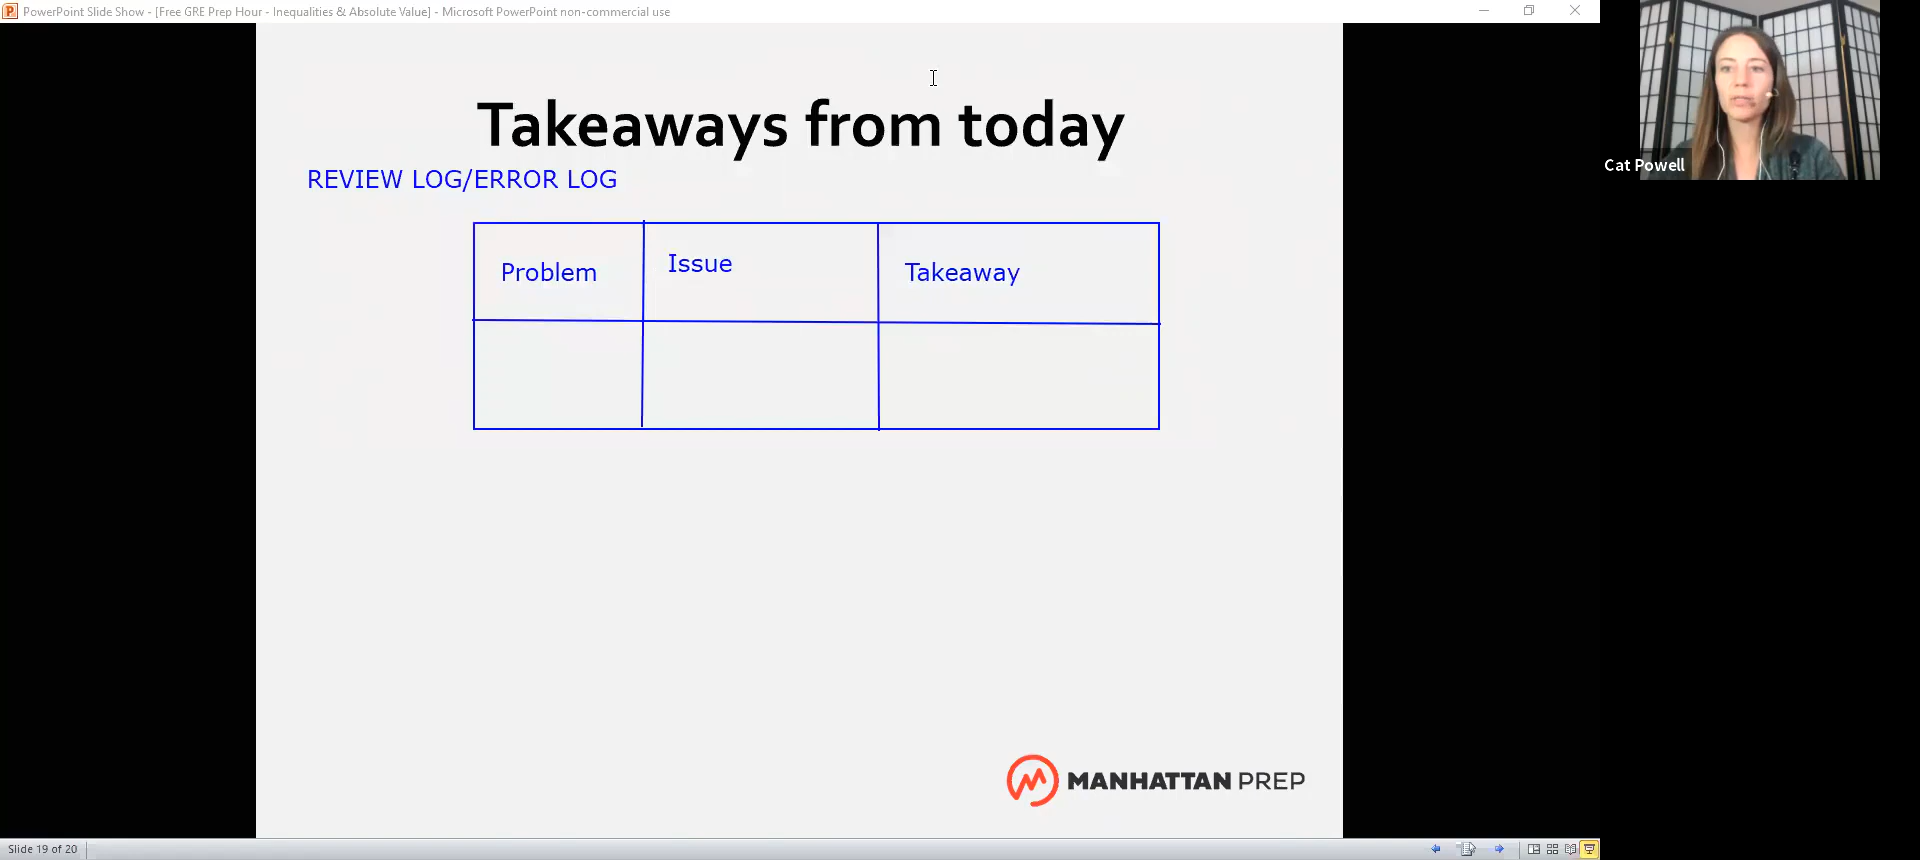 PowerPoint Slide Show - [Free GRE Prep Hour - Inequalities & Absolute Value] - Microsoft PowerPoint non-commercial use
Cat Powell
Takeaways from today
REVIEW LOG/ERROR LOG
Problem Issue Takeaway
MANHATTAN PREP
Slide 19 of 20